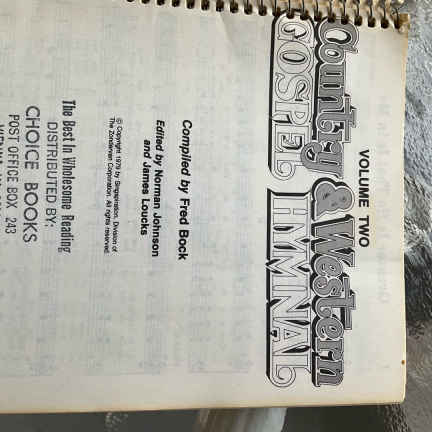 VOLUME TWO
Country & Western
GOSPEL HYMNAL
Compiled by Fred Bock
Edited by Norman Johnson
and James Loucks
© Copyright 1979 by Singspiration, Division of
The Zondervan Corporation. All rights reserved.
The Best In Wholesome Reading
DISTRIBUTED BY:
CHOICE BOOKS
POST OFFICE BOX 243